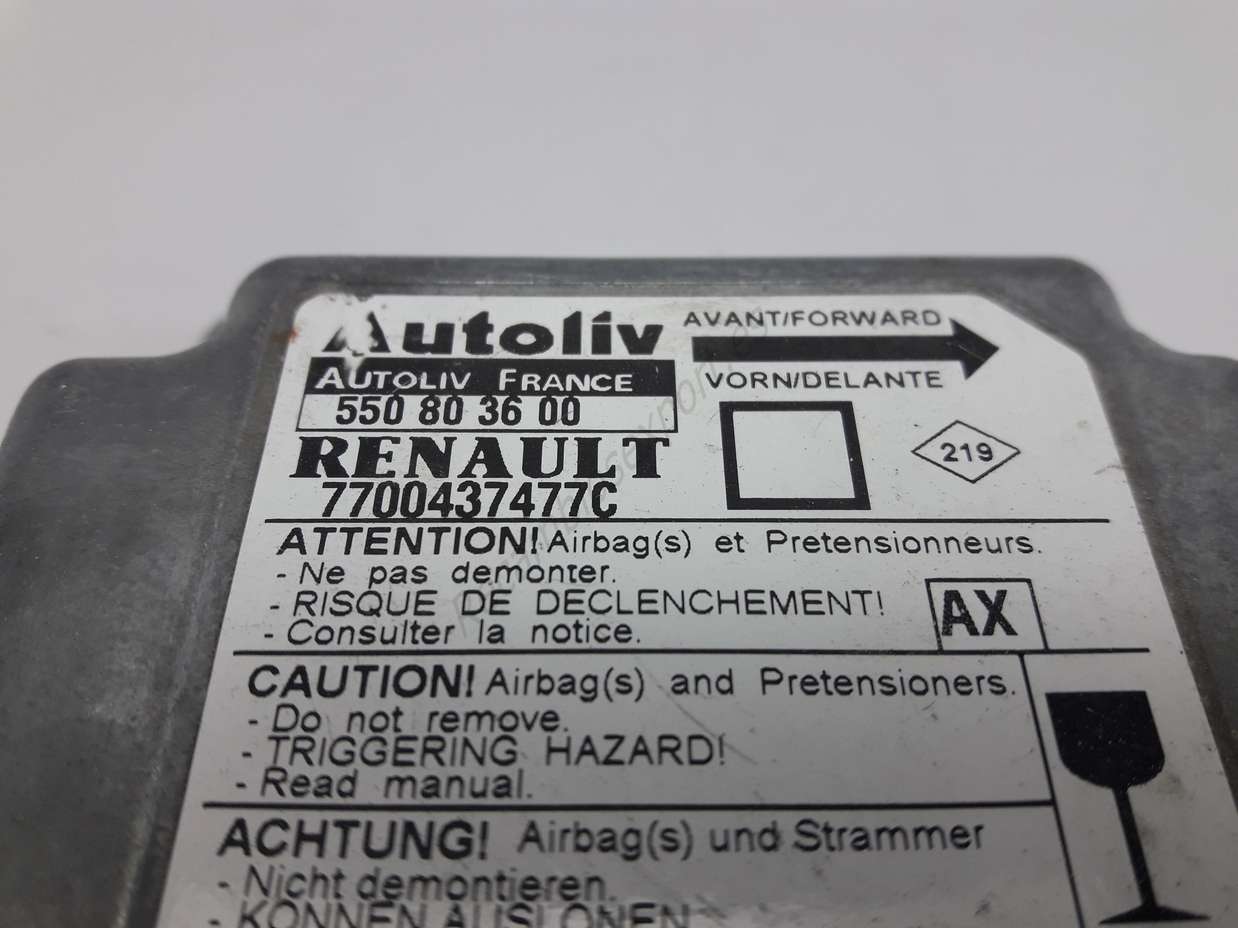 Autoliv
AVANT/FORWARD
AUTOLIV FRANCE
VORN/DELANTE
550 80 36 00
RENAULT
219
7700437477C
ATTENTION! Airbag(s) et Pretensionneurs.
- Ne pas demonter.
- RISQUE DE DECLENCHEMENT!
- Consulter la notice.
AX
CAUTION! Airbag(s) and Pretensioners.
- Do not remove.
- TRIGGERING HAZARD!
- Read manual.
ACHTUNG! Airbag(s) und Strammer
- Nicht demontieren.
- KONNEN AUSLONEN